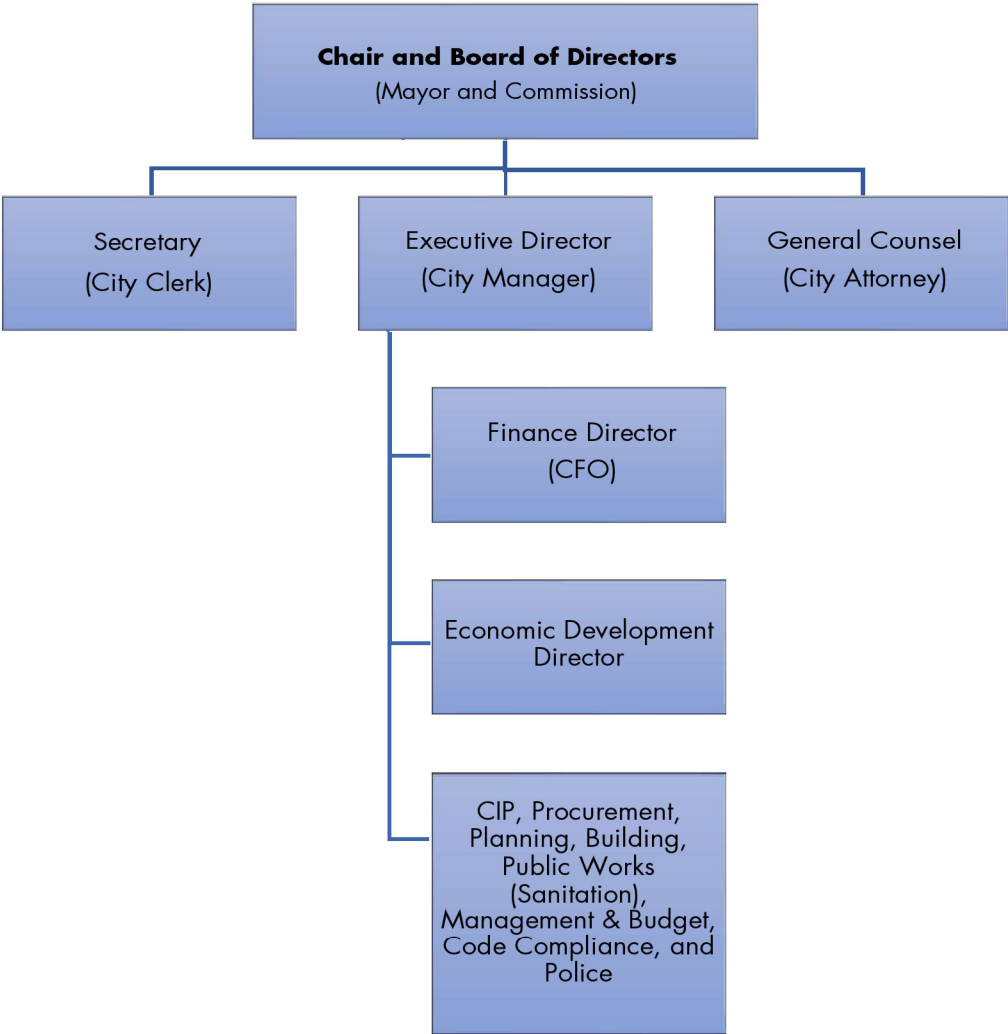 Chair and Board of Directors
(Mayor and Commission)
Secretary
(City Clerk)
Executive Director
(City Manager)
General Counsel
(City Attorney)
Finance Director
(CFO)
Economic Development
Director
CIP, Procurement,
Planning, Building,
Public Works
(Sanitation),
Management & Budget,
Code Compliance, and
Police